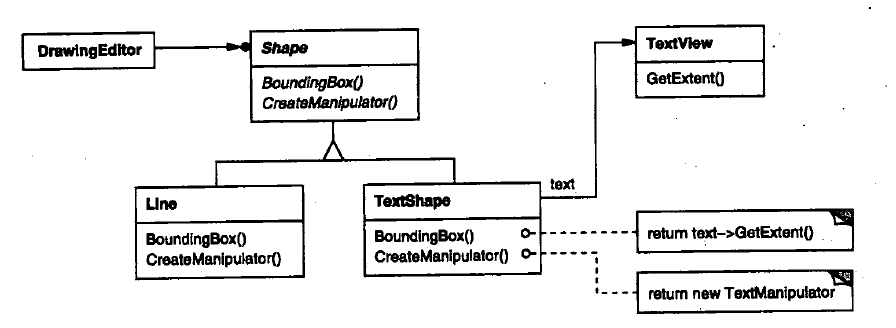 DrawingEditor
Shape
BoundingBox()
CreateManipulator()
TextView
GetExtent()
text
Line
BoundingBox()
CreateManipulator()
TextShape
BoundingBox()
CreateManipulator()
return text->GetExtent()
return new TextManipulator